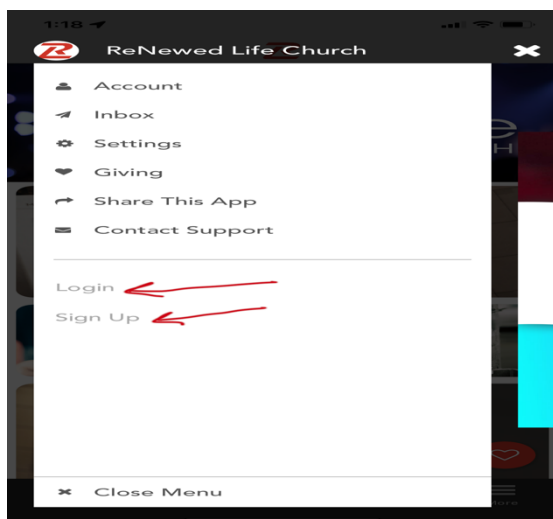 1:18
ReNewed Life Church
Account
Inbox
Settings
Giving
Share This App
Contact Support
Login
Sign Up
Close Menu
More